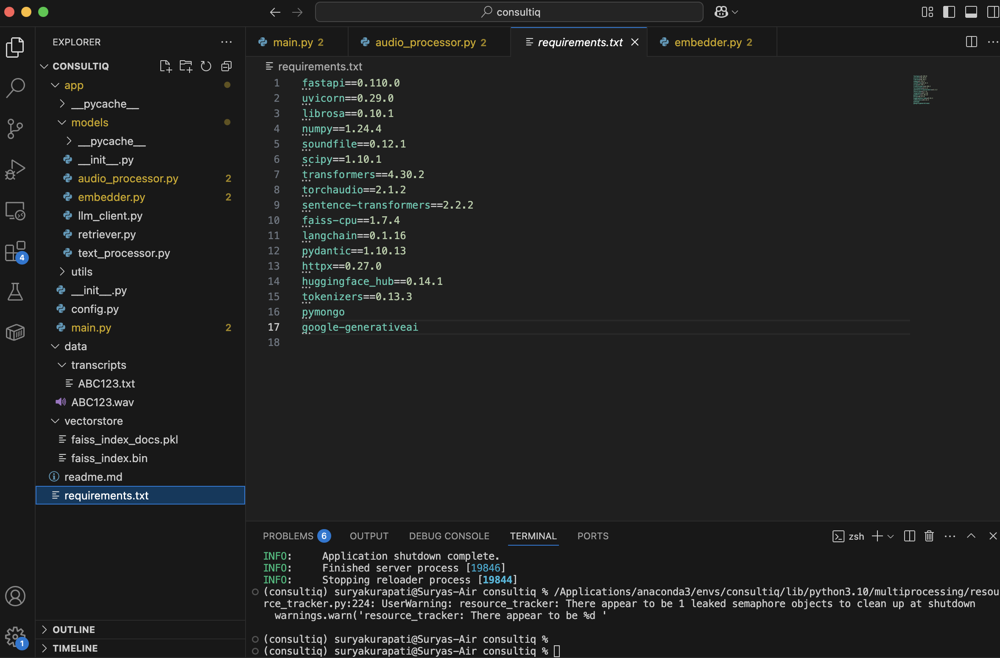 consultiq
EXPLORER
CONSULTIQ
app
__pycache__
models
__pycache__
__init__.py
audio_processor.py 2
embedder.py 2
llm_client.py
retriever.py
text_processor.py
utils
__init__.py
config.py
main.py 2
data
transcripts
ABC123.txt
ABC123.wav
vectorstore
faiss_index_docs.pkl
faiss_index.bin
readme.md
requirements.txt
OUTLINE
TIMELINE
4
1
main.py 2
audio_processor.py 2
requirements.txt
embedder.py 2
requirements.txt
1 fastapi==0.110.0
2 uvicorn==0.29.0
3 librosa==0.10.1
4 numpy==1.24.4
5 soundfile==0.12.1
6 scipy==1.10.1
7 transformers==4.30.2
8 torchaudio==2.1.2
9 sentence-transformers==2.2.2
10 faiss-cpu==1.7.4
11 langchain==0.1.16
12 pydantic==1.10.13
13 httpx==0.27.0
14 huggingface_hub==0.14.1
15 tokenizers==0.13.3
16 pymongo
17 google-generativeai
18
PROBLEMS 6 OUTPUT DEBUG CONSOLE TERMINAL PORTS
zsh
INFO: Application shutdown complete.
INFO: Finished server process [19846]
INFO: Stopping reloader process [19844]
(consultiq) suryakurapati@Suryas-Air consultiq % /Applications/anaconda3/envs/consultiq/lib/python3.10/multiprocessing/resou
rce_tracker.py:224: UserWarning: resource_tracker: There appear to be 1 leaked semaphore objects to clean up at shutdown
warnings.warn('resource_tracker: There appear to be %d '
(consultiq) suryakurapati@Suryas-Air consultiq %
(consultiq) suryakurapati@Suryas-Air consultiq %